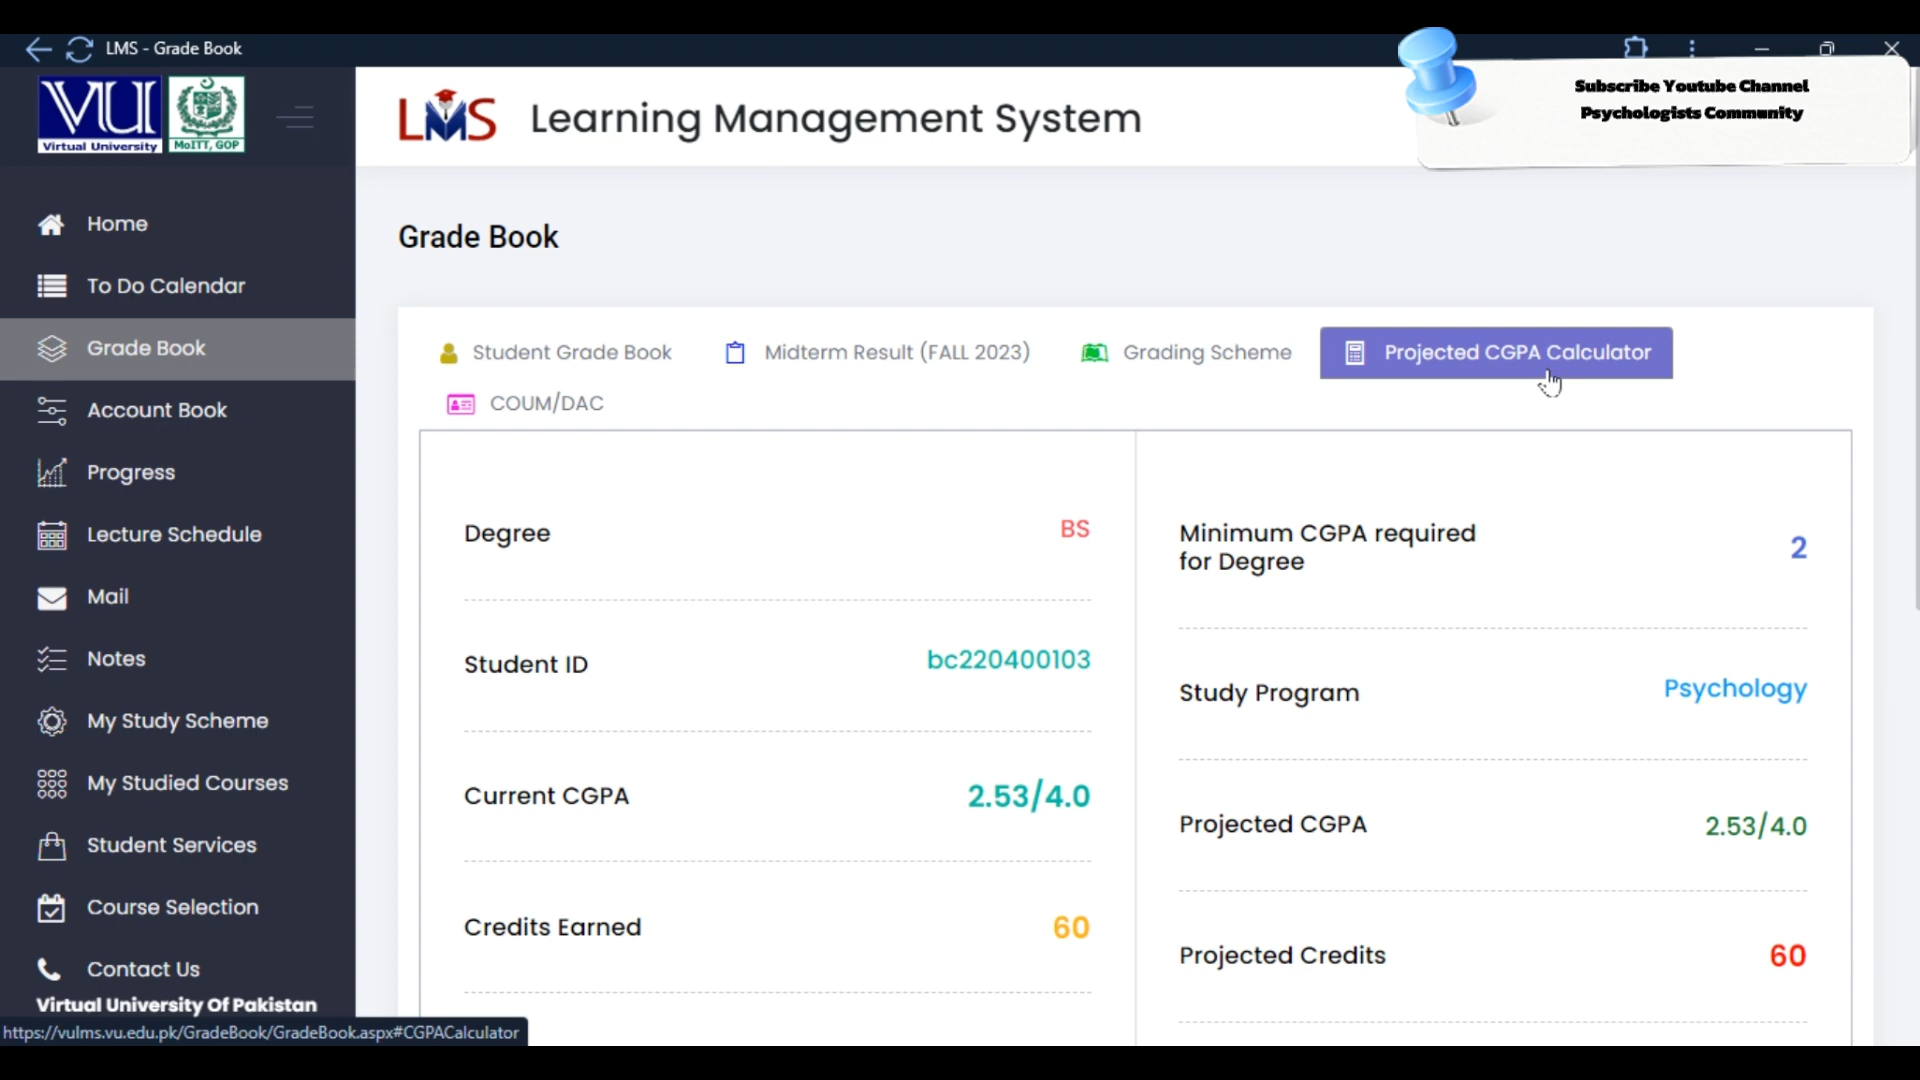 LMS - Grade Book
Subscribe Youtube Channel
Psychologists Community
VU
Virtual University
MoITT, GOP
LMS
Learning Management System
Home
To Do Calendar
Grade Book
Account Book
Progress
Lecture Schedule
Mail
Notes
My Study Scheme
My Studied Courses
Student Services
Course Selection
Contact Us
Virtual University Of Pakistan
https://vulms.vu.edu.pk/GradeBook/GradeBook.aspx#CGPACalculator
Grade Book
Student Grade Book Midterm Result (FALL 2023) Grading Scheme Projected CGPA Calculator
COUM/DAC
Degree BS
Student ID bc220400103
Current CGPA 2.53/4.0
Credits Earned 60
Minimum CGPA required
for Degree 2
Study Program Psychology
Projected CGPA 2.53/4.0
Projected Credits 60